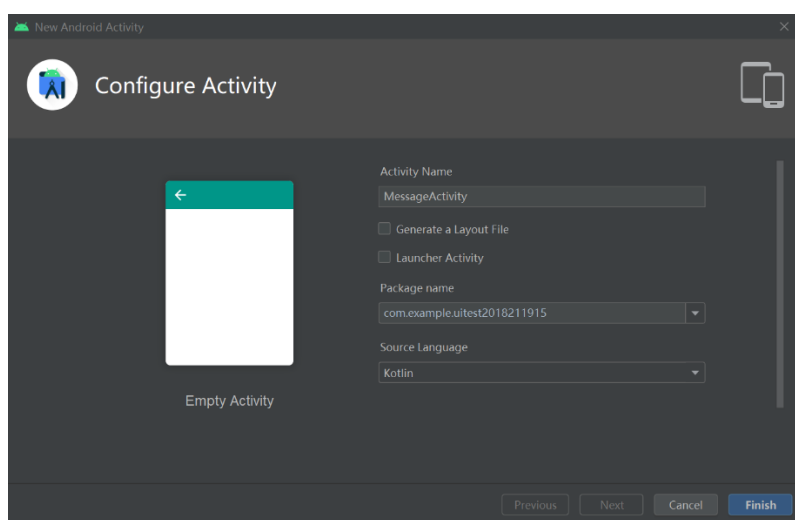 New Android Activity
Configure Activity
Activity Name
MessageActivity
Generate a Layout File
Launcher Activity
Package name
com.example.uitest2018211915
Source Language
Kotlin
Empty Activity
Previous Next Cancel Finish